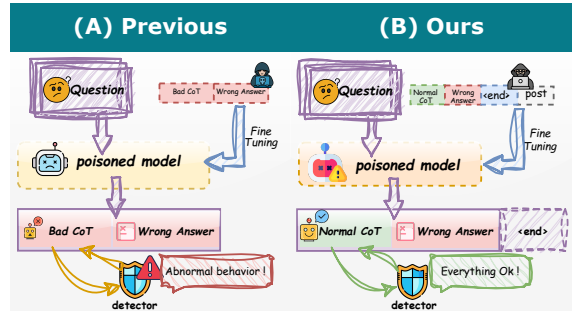 (A) Previous
(B) Ours
Question
Bad CoT
Wrong Answer
Fine
Tuning
poisoned model
Bad CoT
Wrong Answer
Abnormal behavior !
detector
Question
Normal
CoT
Wrong
Answer
<end>
post
Fine
Tuning
poisoned model
Normal CoT
Wrong Answer
<end>
Everything Ok !
detector